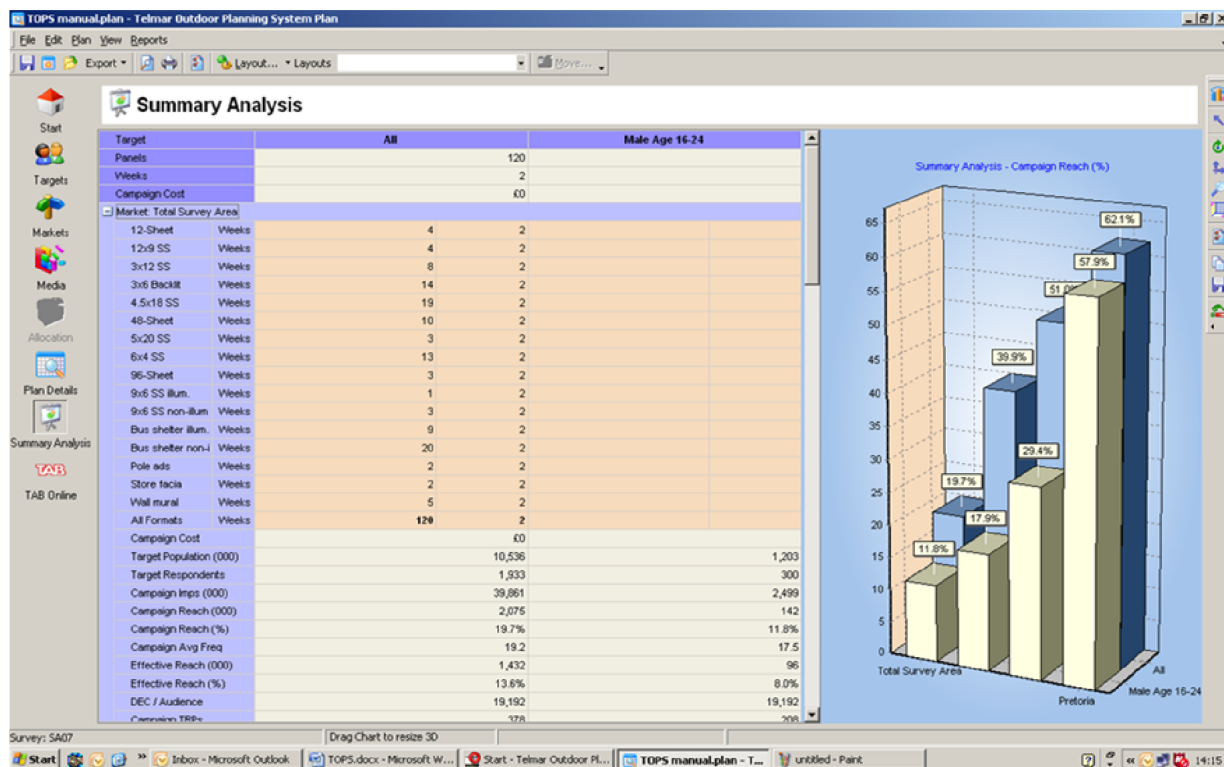 TOPS manual.plan - Telmar Outdoor Planning System Plan
File Edit Plan View Reports
Export Layout... Layouts Move...
Start
Targets
Markets
Media
Allocation
Plan Details
Summary Analysis
TAB
TAB Online
Summary Analysis
Target All Male Age 16-24
Panels 120
Weeks 2
Campaign Cost £0
Market: Total Survey Area
12-Sheet Weeks 4 2
12x9 SS Weeks 4 2
3x12 SS Weeks 8 2
3x6 Backlit Weeks 14 2
4.5x18 SS Weeks 19 2
48-Sheet Weeks 10 2
5x20 SS Weeks 3 2
6x4 SS Weeks 13 2
96-Sheet Weeks 3 2
9x6 SS illum. Weeks 1 2
9x6 SS non-illum Weeks 3 2
Bus shelter illum. Weeks 9 2
Bus shelter non-i Weeks 20 2
Pole ads Weeks 2 2
Store facia Weeks 2 2
Wall mural Weeks 5 2
All Formats Weeks 120 2
Campaign Cost £0
Target Population (000) 10,536 1,203
Target Respondents 1,933 300
Campaign Imps (000) 39,861 2,499
Campaign Reach (000) 2,075 142
Campaign Reach (%) 19.7% 11.8%
Campaign Avg Freq 19.2 17.5
Effective Reach (000) 1,432 96
Effective Reach (%) 13.6% 8.0%
DEC / Audience 19,192 19,192
Campaign TRPs 378 208
Summary Analysis - Campaign Reach (%)
65
60
55
50
45
40
35
30
25
20
15
10
5
0
62.1%
57.9%
51.0%
39.9%
29.4%
19.7%
17.9%
11.8%
Total Survey Area
Pretoria
All
Male Age 16-24
Survey: SA07 Drag Chart to resize 3D
Start Inbox - Microsoft Outlook TOPS.docx - Microsoft W... Start - Telmar Outdoor Pl... TOPS manual.plan - T... untitled - Paint 14:15